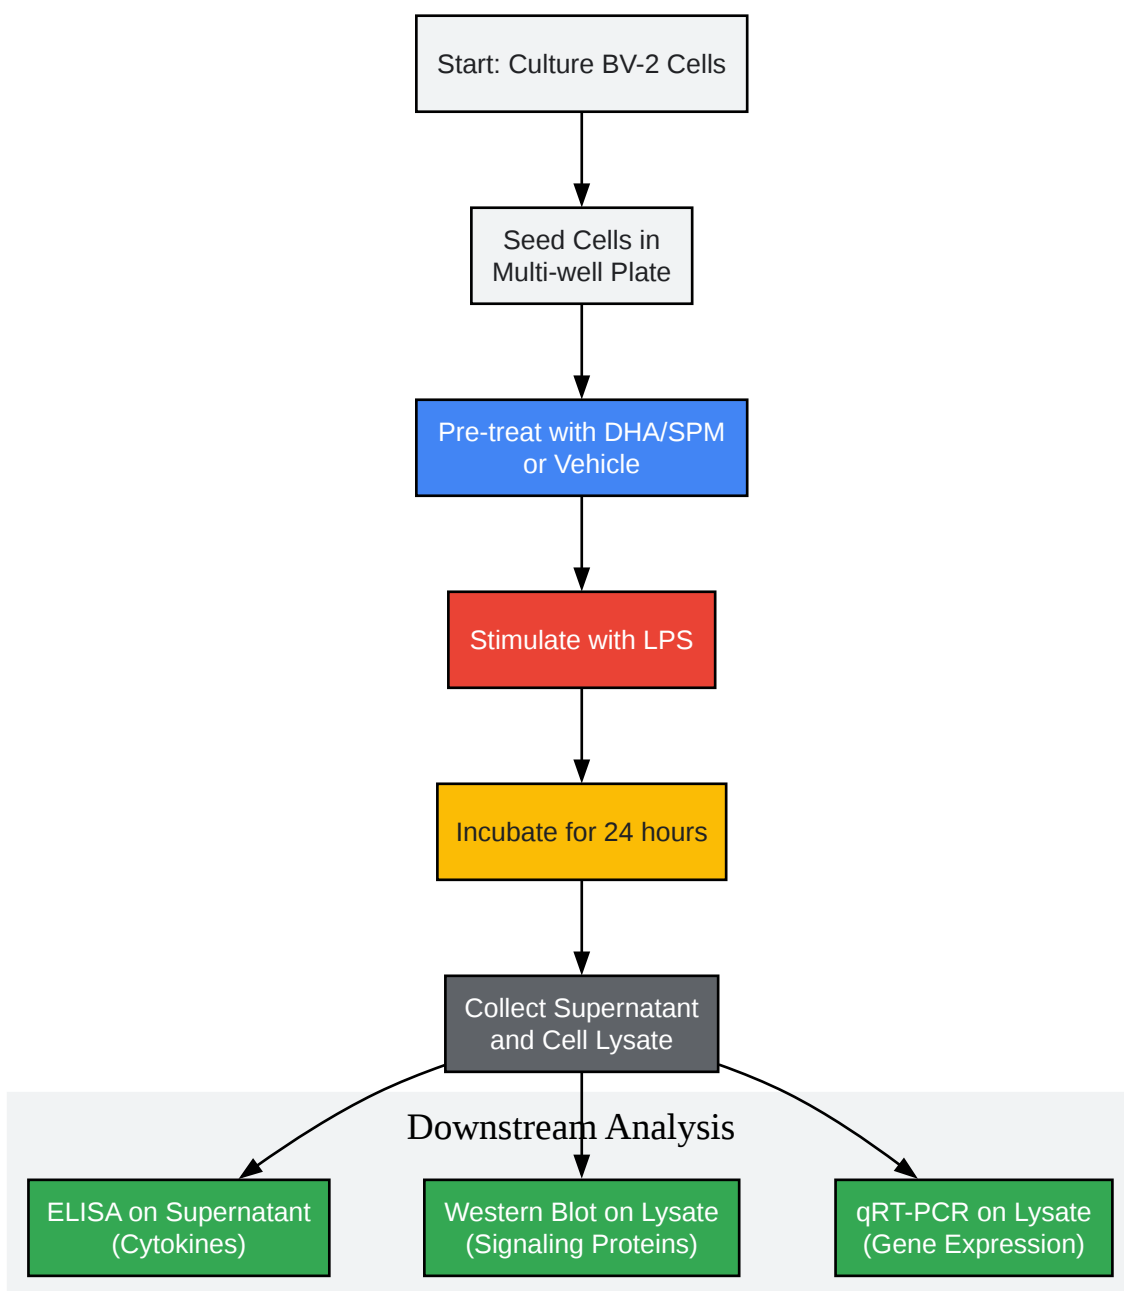 Start: Culture BV-2 Cells
Seed Cells in
Multi-well Plate
Pre-treat with DHA/SPM
or Vehicle
Stimulate with LPS
Incubate for 24 hours
Collect Supernatant
and Cell Lysate
Downstream Analysis
ELISA on Supernatant
(Cytokines)
Western Blot on Lysate
(Signaling Proteins)
qRT-PCR on Lysate
(Gene Expression)